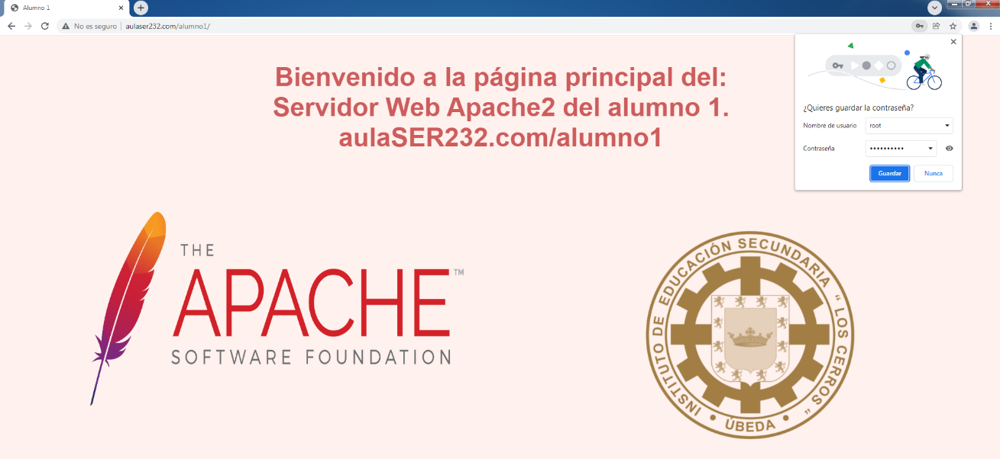 Alumno 1
No es seguro
aulaser232.com/alumno1/
Bienvenido a la página principal del:
Servidor Web Apache2 del alumno 1.
aulaSER232.com/alumno1
¿Quieres guardar la contraseña?
Nombre de usuario
root
Contraseña
••••••••••
Guardar
Nunca
THE
APACHE™
SOFTWARE FOUNDATION
INSTITUTO DE EDUCACIÓN SECUNDARIA "LOS CERROS"
• ÚBEDA •